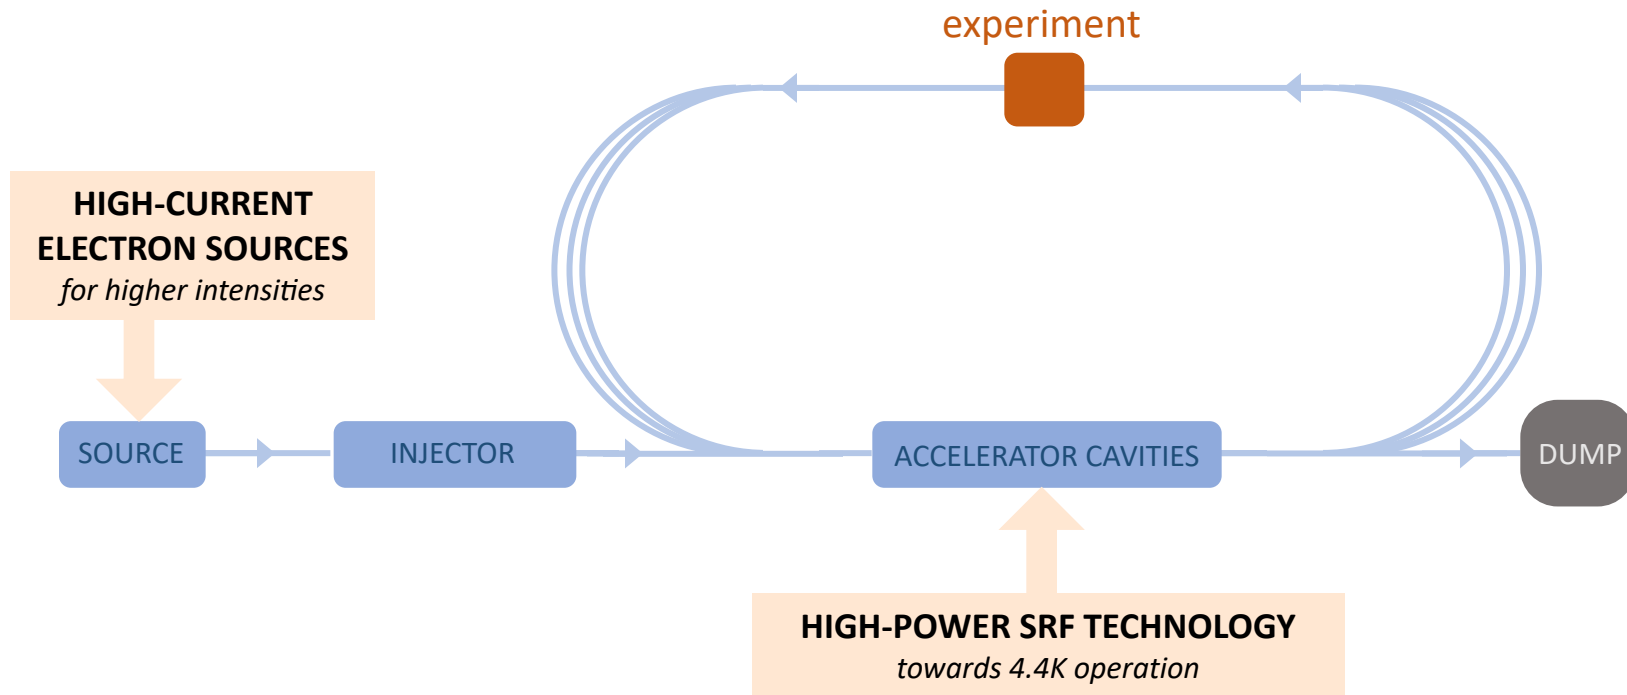 experiment
HIGH-CURRENT
ELECTRON SOURCES
for higher intensities
SOURCE
INJECTOR
ACCELERATOR CAVITIES
DUMP
HIGH-POWER SRF TECHNOLOGY
towards 4.4K operation